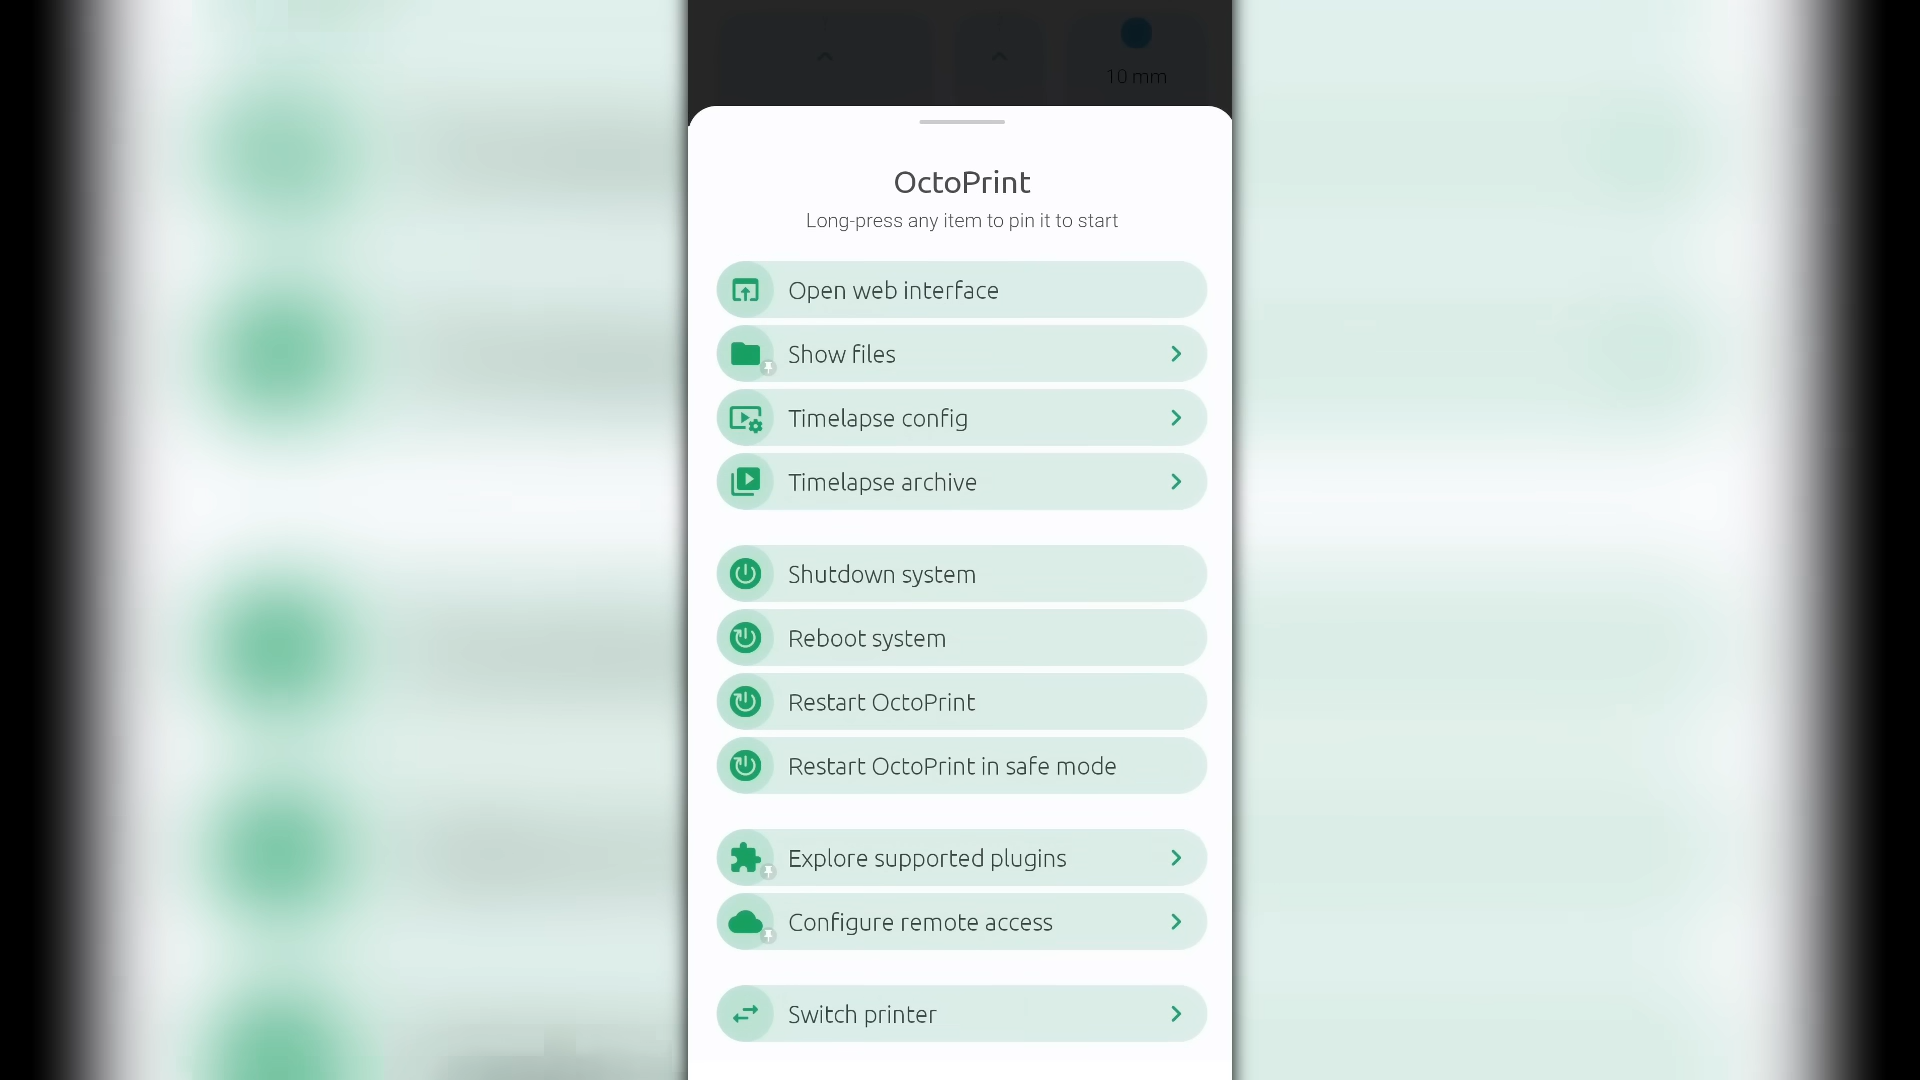 10 mm
OctoPrint
Long-press any item to pin it to start
Open web interface
Show files
Timelapse config
Timelapse archive
Shutdown system
Reboot system
Restart OctoPrint
Restart OctoPrint in safe mode
Explore supported plugins
Configure remote access
Switch printer